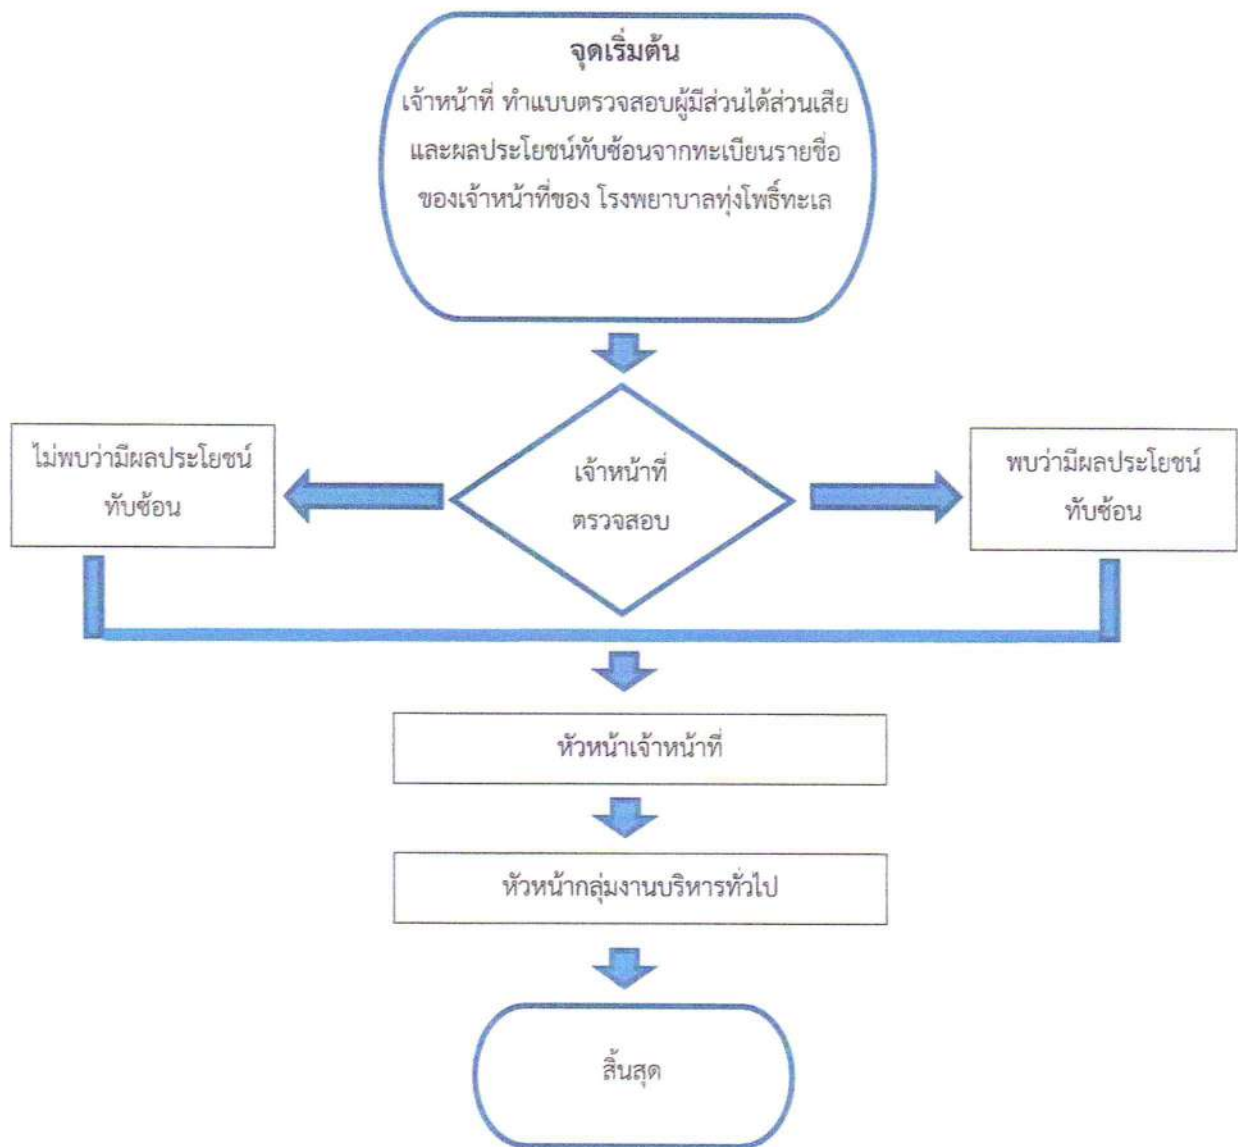 จุดเริ่มต้น
เจ้าหน้าที่ ทำแบบตรวจสอบผู้มีส่วนได้ส่วนเสีย
และผลประโยชน์ทับซ้อนจากทะเบียนรายชื่อ
ของเจ้าหน้าที่ของ โรงพยาบาลทุ่งโพธิ์ทะเล
ไม่พบว่ามีผลประโยชน์
ทับซ้อน
เจ้าหน้าที่
ตรวจสอบ
พบว่ามีผลประโยชน์
ทับซ้อน
หัวหน้าเจ้าหน้าที่
หัวหน้ากลุ่มงานบริหารทั่วไป
สิ้นสุด